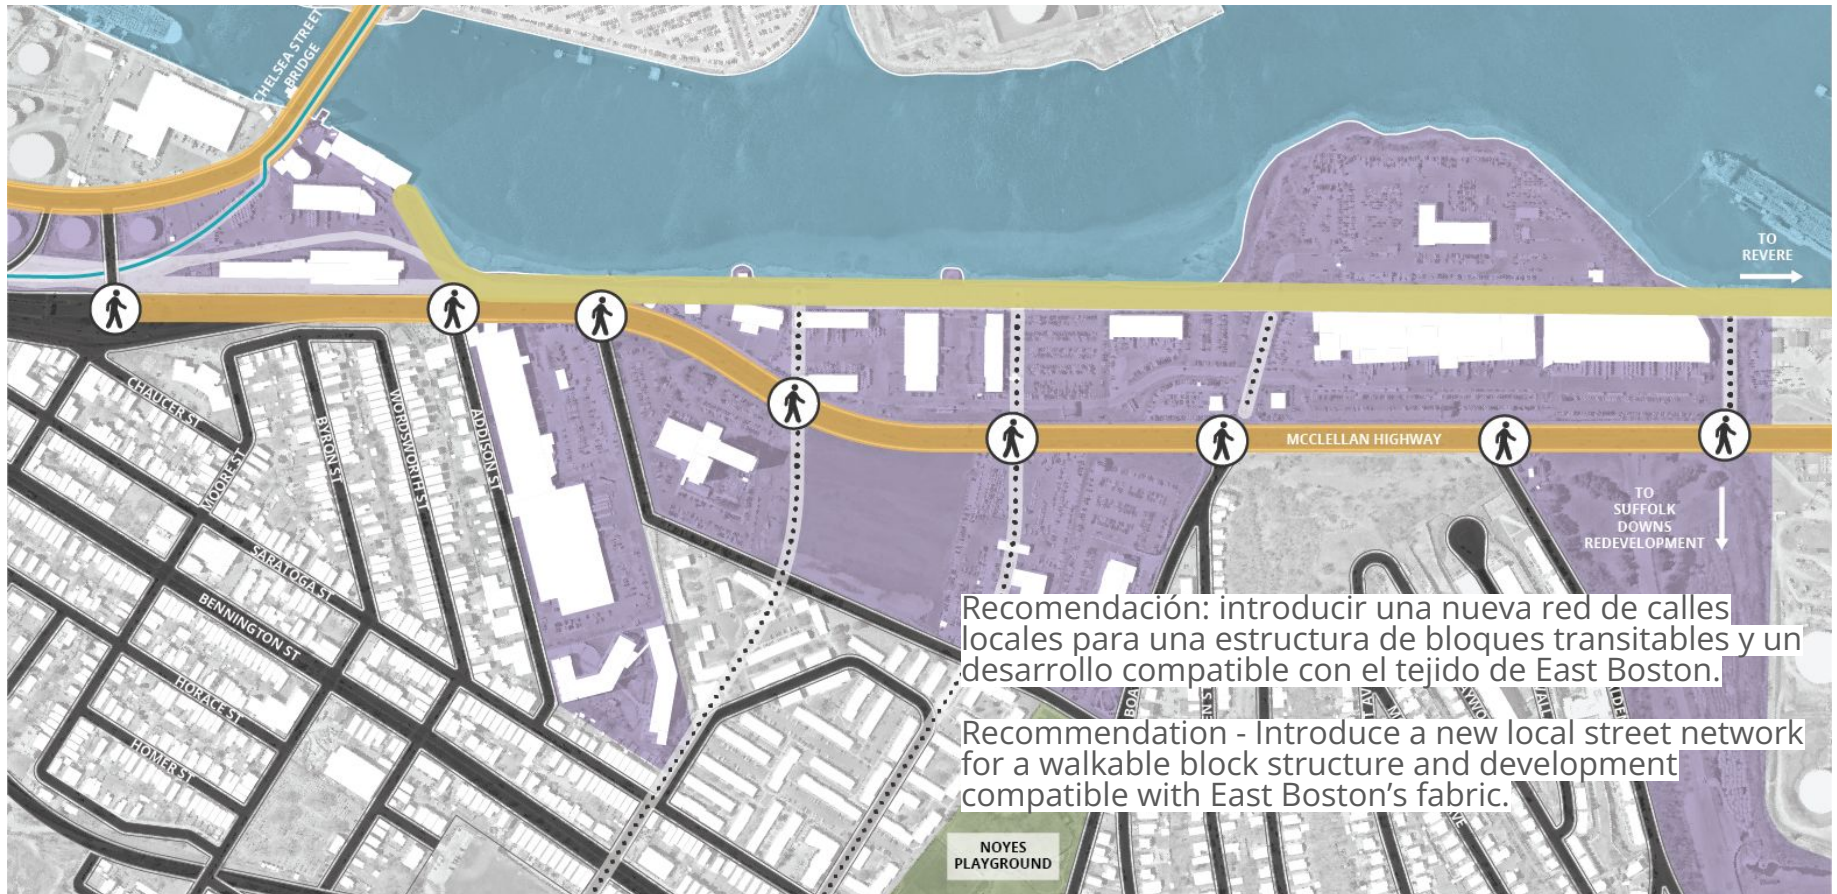 CHELSEA STREET
BRIDGE
TO
REVERE
MCCLELLAN HIGHWAY
CHAUCER ST
MOORE ST
BYRON ST
WORDSWORTH ST
ADDISON ST
SARATOGA ST
BENNINGTON ST
HORACE ST
HOMER ST
TO
SUFFOLK
DOWNS
REDEVELOPMENT
Recomendación: introducir una nueva red de calles
locales para una estructura de bloques transitables y un
desarrollo compatible con el tejido de East Boston.
Recommendation - Introduce a new local street network
for a walkable block structure and development
compatible with East Boston’s fabric.
NOYES
PLAYGROUND